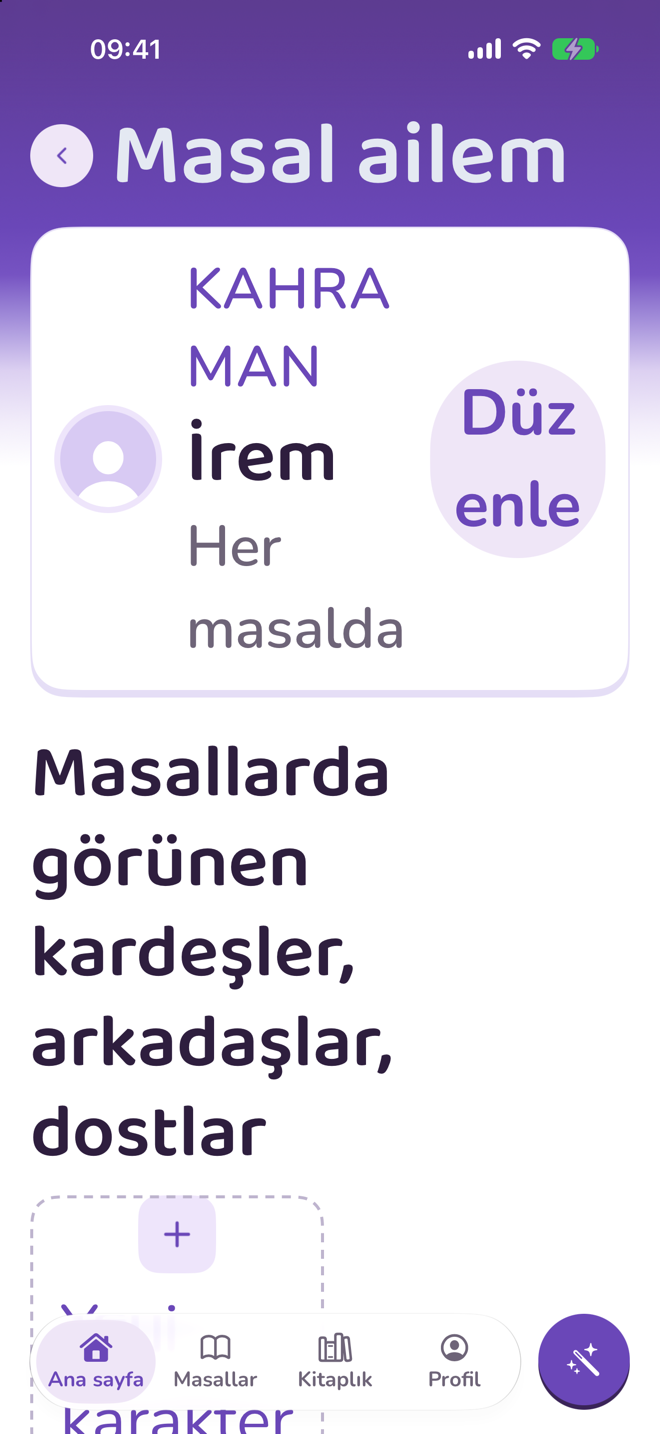 09:41
Masal ailem
KAHRA
MAN
İrem
Her
masalda
Düz
enle
Masallarda
görünen
kardeşler,
arkadaşlar,
dostlar
+
karakter
Ana sayfa
Masallar
Kitaplık
Profil